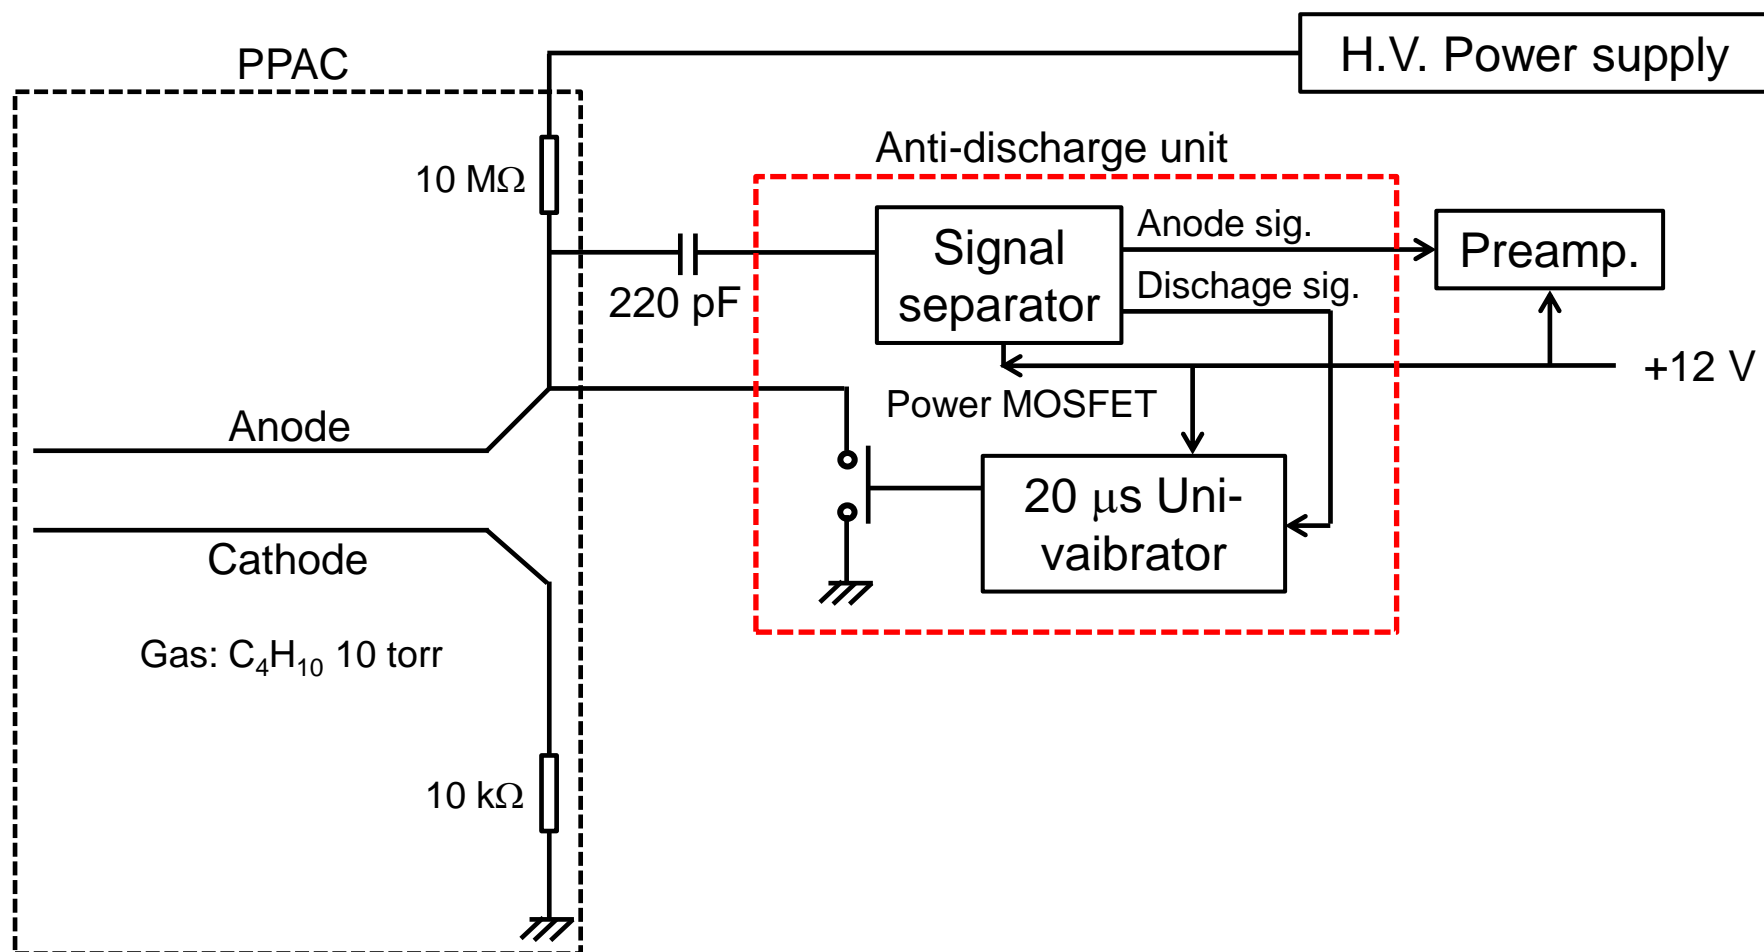 H.V. Power supply
PPAC
Anti-discharge unit
10 MΩ
Signal
separator
Anode sig.
Preamp.
Dischage sig.
220 pF
+12 V
Power MOSFET
Anode
20 μs Uni-
vaibrator
Cathode
Gas: C₄H₁₀ 10 torr
10 kΩ